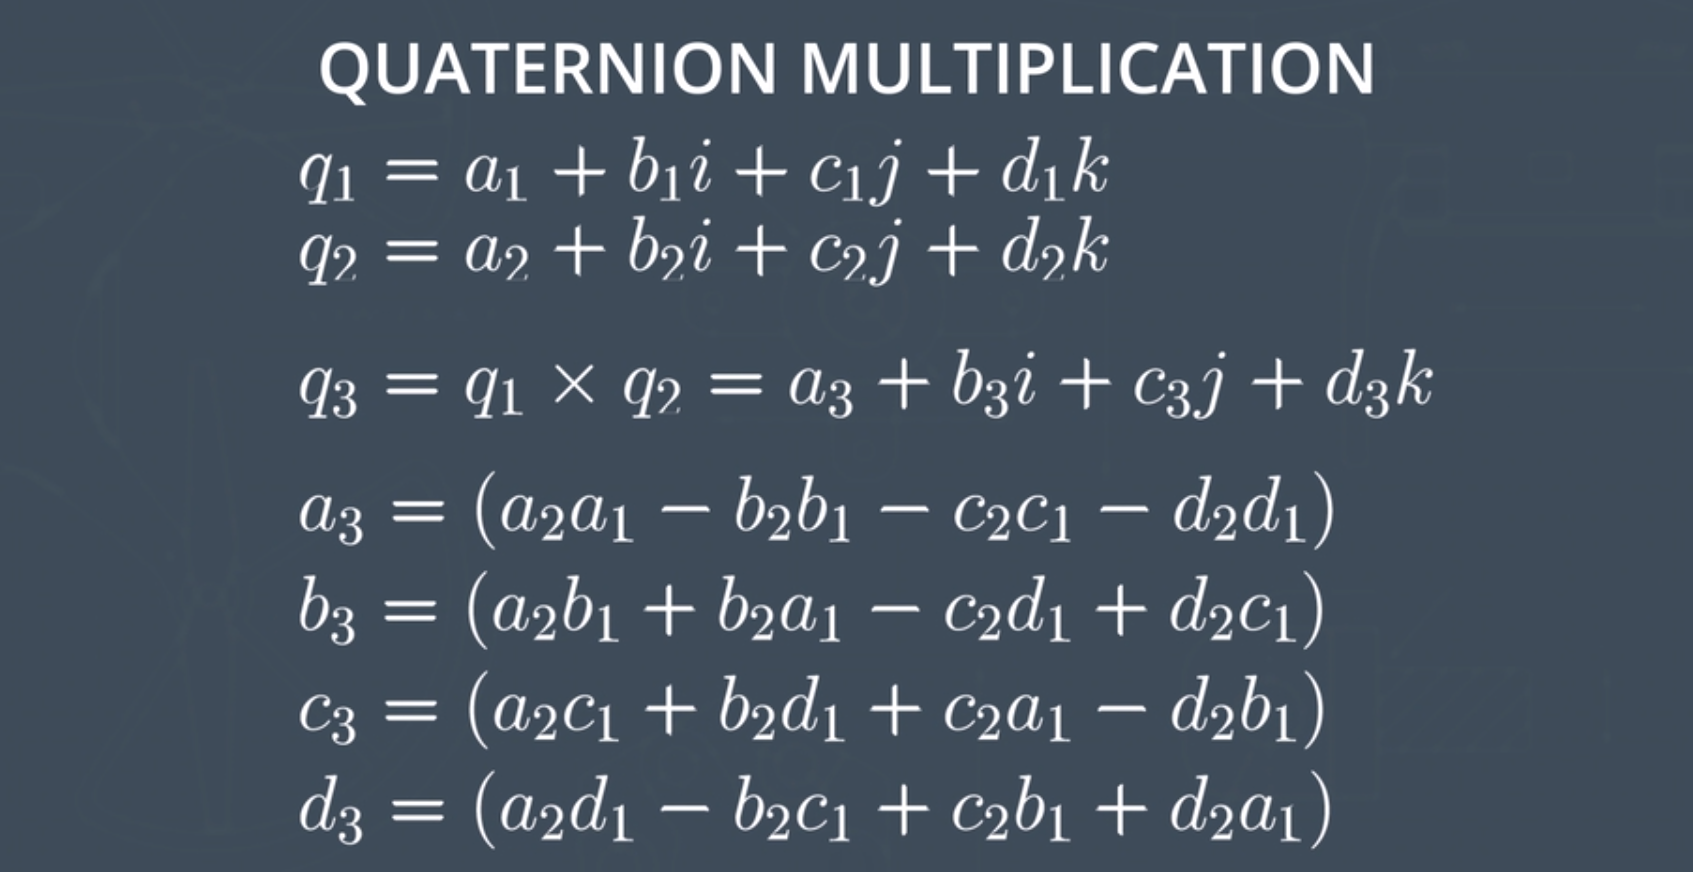 QUATERNION MULTIPLICATION
q₁ = a₁ + b₁i + c₁j + d₁k
q₂ = a₂ + b₂i + c₂j + d₂k
q₃ = q₁ × q₂ = a₃ + b₃i + c₃j + d₃k
a₃ = (a₂a₁ − b₂b₁ − c₂c₁ − d₂d₁)
b₃ = (a₂b₁ + b₂a₁ − c₂d₁ + d₂c₁)
c₃ = (a₂c₁ + b₂d₁ + c₂a₁ − d₂b₁)
d₃ = (a₂d₁ − b₂c₁ + c₂b₁ + d₂a₁)